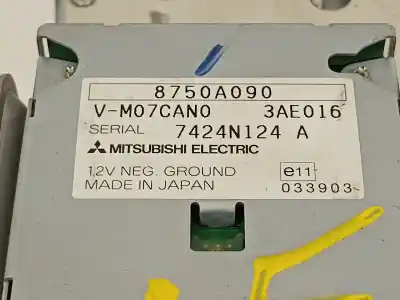 8750A090
V-M07CAN0 3AE016
SERIAL 7424N124 A
MITSUBISHI ELECTRIC
12V NEG. GROUND
MADE IN JAPAN
e11
033903